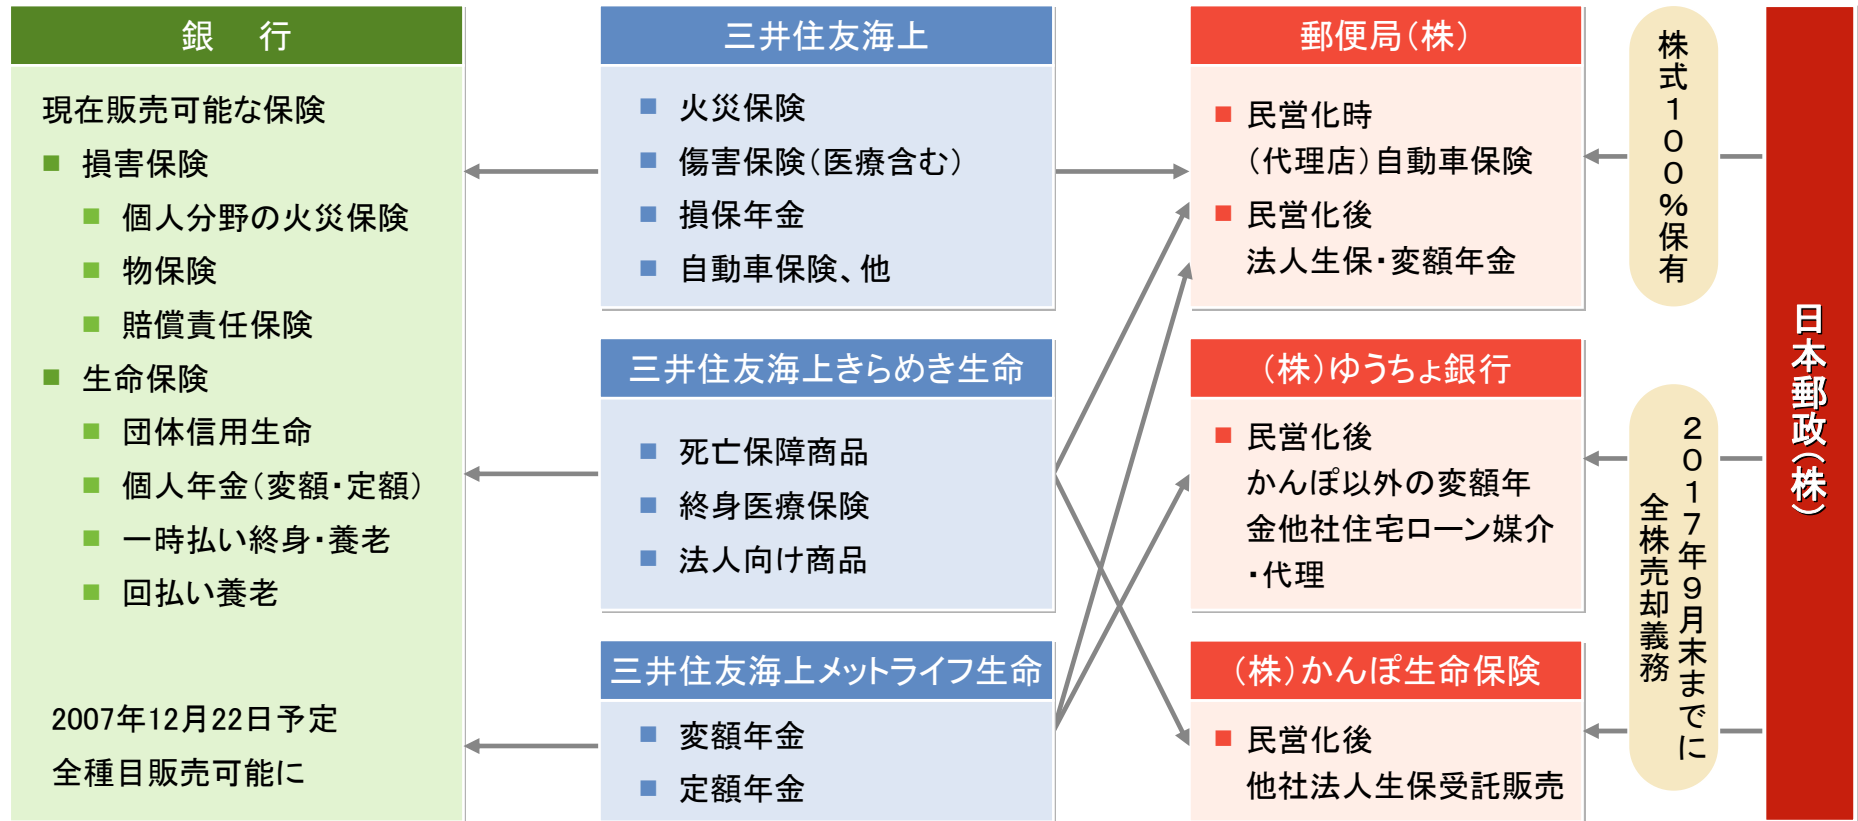 銀　行
現在販売可能な保険
損害保険
個人分野の火災保険
物保険
賠償責任保険
生命保険
団体信用生命
個人年金（変額・定額）
一時払い終身・養老
回払い養老
2007年12月22日予定
全種目販売可能に
三井住友海上
火災保険
傷害保険（医療含む）
損保年金
自動車保険、他
三井住友海上きらめき生命
死亡保障商品
終身医療保険
法人向け商品
三井住友海上メットライフ生命
変額年金
定額年金
郵便局（株）
民営化時
（代理店）自動車保険
民営化後
法人生保・変額年金
（株）ゆうちょ銀行
民営化後
かんぽ以外の変額年
金他社住宅ローン媒介
・代理
（株）かんぽ生命保険
民営化後
他社法人生保受託販売
株式１００％保有
２０１７年９月末までに
全株売却義務
日本郵政（株）